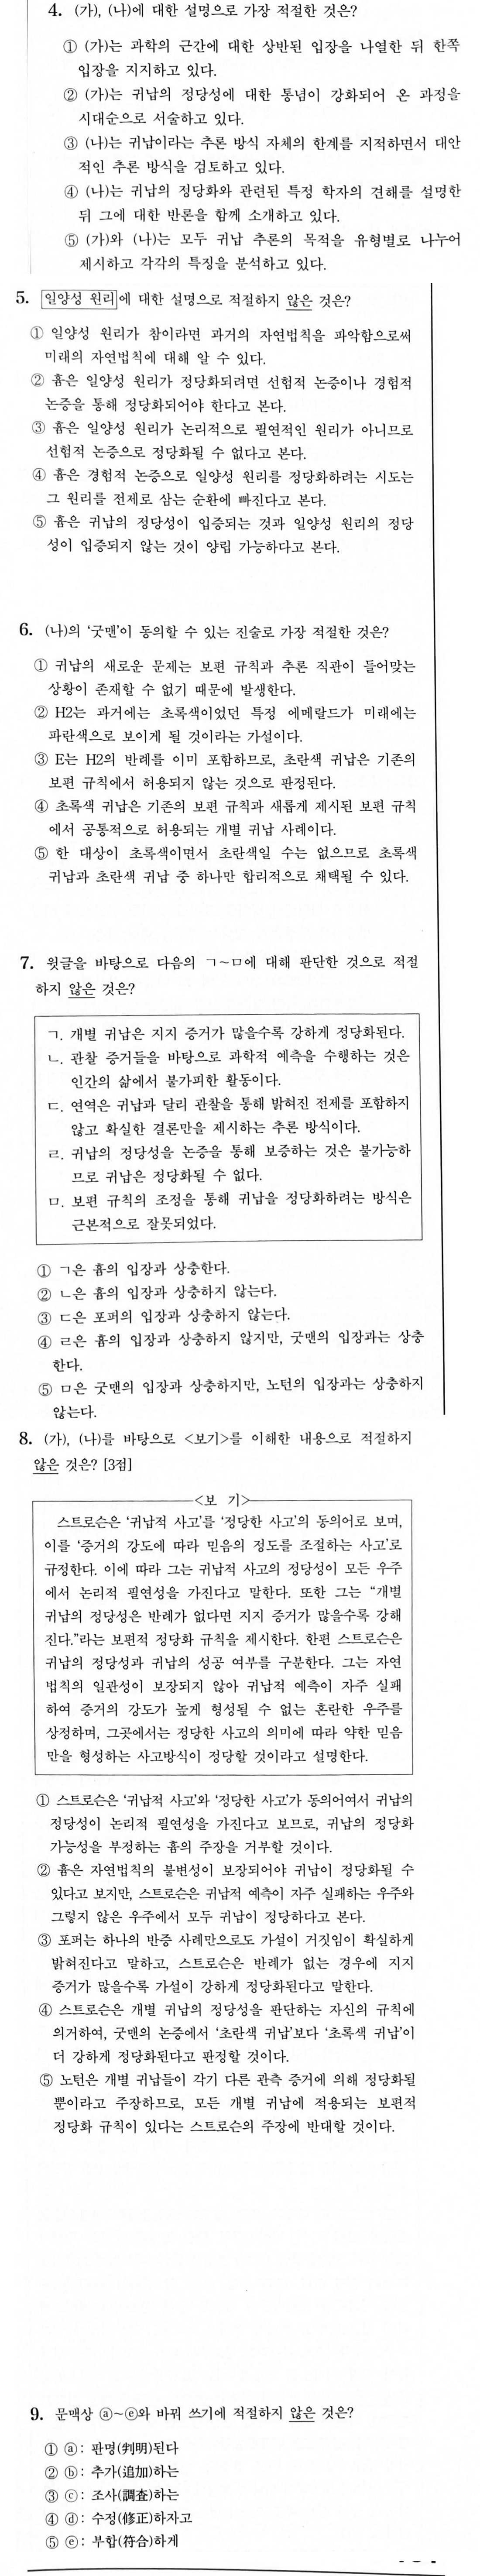 4. (가), (나)에 대한 설명으로 가장 적절한 것은?
① (가)는 과학의 근간에 대한 상반된 입장을 나열한 뒤 한쪽
입장을 지지하고 있다.
② (가)는 귀납의 정당성에 대한 통념이 강화되어 온 과정을
시대순으로 서술하고 있다.
③ (나)는 귀납이라는 추론 방식 자체의 한계를 지적하면서 대안
적인 추론 방식을 검토하고 있다.
④ (나)는 귀납의 정당화와 관련된 특정 학자의 견해를 설명한
뒤 그에 대한 반론을 함께 소개하고 있다.
⑤ (가)와 (나)는 모두 귀납 추론의 목적을 유형별로 나누어
제시하고 각각의 특징을 분석하고 있다.
5. 일양성 원리에 대한 설명으로 적절하지 않은 것은?
① 일양성 원리가 참이라면 과거의 자연법칙을 파악함으로써
미래의 자연법칙에 대해 알 수 있다.
② 흄은 일양성 원리가 정당화되려면 선험적 논증이나 경험적
논증을 통해 정당화되어야 한다고 본다.
③ 흄은 일양성 원리가 논리적으로 필연적인 원리가 아니므로
선험적 논증으로 정당화될 수 없다고 본다.
④ 흄은 경험적 논증으로 일양성 원리를 정당화하려는 시도는
그 원리를 전제로 삼는 순환에 빠진다고 본다.
⑤ 흄은 귀납의 정당성이 입증되는 것과 일양성 원리의 정당
성이 입증되지 않는 것이 양립 가능하다고 본다.
6. (나)의 ‘굿맨’이 동의할 수 있는 진술로 가장 적절한 것은?
① 귀납의 새로운 문제는 보편 규칙과 추론 직관이 들어맞는
상황이 존재할 수 없기 때문에 발생한다.
② H2는 과거에는 초록색이었던 특정 에메랄드가 미래에는
파란색으로 보이게 될 것이라는 가설이다.
③ E는 H2의 반례를 이미 포함하므로, 초란색 귀납은 기존의
보편 규칙에서 허용되지 않는 것으로 판정된다.
④ 초록색 귀납은 기존의 보편 규칙과 새롭게 제시된 보편 규칙
에서 공통적으로 허용되는 개별 귀납 사례이다.
⑤ 한 대상이 초록색이면서 초란색일 수는 없으므로 초록색
귀납과 초란색 귀납 중 하나만 합리적으로 채택될 수 있다.
7. 윗글을 바탕으로 다음의 ㄱ~ㅁ에 대해 판단한 것으로 적절
하지 않은 것은?
ㄱ. 개별 귀납은 지지 증거가 많을수록 강하게 정당화된다.
ㄴ. 관찰 증거들을 바탕으로 과학적 예측을 수행하는 것은
인간의 삶에서 불가피한 활동이다.
ㄷ. 연역은 귀납과 달리 관찰을 통해 밝혀진 전제를 포함하지
않고 확실한 결론만을 제시하는 추론 방식이다.
ㄹ. 귀납의 정당성을 논증을 통해 보증하는 것은 불가능하
므로 귀납은 정당화될 수 없다.
ㅁ. 보편 규칙의 조정을 통해 귀납을 정당화하려는 방식은
근본적으로 잘못되었다.
① ㄱ은 흄의 입장과 상충한다.
② ㄴ은 흄의 입장과 상충하지 않는다.
③ ㄷ은 포퍼의 입장과 상충하지 않는다.
④ ㄹ은 흄의 입장과 상충하지 않지만, 굿맨의 입장과는 상충
한다.
⑤ ㅁ은 굿맨의 입장과 상충하지만, 노턴의 입장과는 상충하지
않는다.
8. (가), (나)를 바탕으로 <보기>를 이해한 내용으로 적절하지
않은 것은? [3점]
<보 기>
스트로슨은 ‘귀납적 사고’를 ‘정당한 사고’의 동의어로 보며,
이를 ‘증거의 강도에 따라 믿음의 정도를 조절하는 사고’로
규정한다. 이에 따라 그는 귀납적 사고의 정당성이 모든 우주
에서 논리적 필연성을 가진다고 말한다. 또한 그는 “개별
귀납의 정당성은 반례가 없다면 지지 증거가 많을수록 강해
진다.”라는 보편적 정당화 규칙을 제시한다. 한편 스트로슨은
귀납의 정당성과 귀납의 성공 여부를 구분한다. 그는 자연
법칙의 일관성이 보장되지 않아 귀납적 예측이 자주 실패
하여 증거의 강도가 높게 형성될 수 없는 혼란한 우주를
상정하며, 그곳에서는 정당한 사고의 의미에 따라 약한 믿음
만을 형성하는 사고방식이 정당할 것이라고 설명한다.
① 스트로슨은 ‘귀납적 사고’와 ‘정당한 사고’가 동의어여서 귀납의
정당성이 논리적 필연성을 가진다고 보므로, 귀납의 정당화
가능성을 부정하는 흄의 주장을 거부할 것이다.
② 흄은 자연법칙의 불변성이 보장되어야 귀납이 정당화될 수
있다고 보지만, 스트로슨은 귀납적 예측이 자주 실패하는 우주와
그렇지 않은 우주에서 모두 귀납이 정당하다고 본다.
③ 포퍼는 하나의 반증 사례만으로도 가설이 거짓임이 확실하게
밝혀진다고 말하고, 스트로슨은 반례가 없는 경우에 지지
증거가 많을수록 가설이 강하게 정당화된다고 말한다.
④ 스트로슨은 개별 귀납의 정당성을 판단하는 자신의 규칙에
의거하여, 굿맨의 논증에서 ‘초란색 귀납’보다 ‘초록색 귀납’이
더 강하게 정당화된다고 판정할 것이다.
⑤ 노턴은 개별 귀납들이 각기 다른 관측 증거에 의해 정당화될
뿐이라고 주장하므로, 모든 개별 귀납에 적용되는 보편적
정당화 규칙이 있다는 스트로슨의 주장에 반대할 것이다.
9. 문맥상 ⓐ~ⓔ와 바꿔 쓰기에 적절하지 않은 것은?
① ⓐ: 판명(判明)된다
② ⓑ: 추가(追加)하는
③ ⓒ: 조사(調査)하는
④ ⓓ: 수정(修正)하자고
⑤ ⓔ: 부합(符合)하게